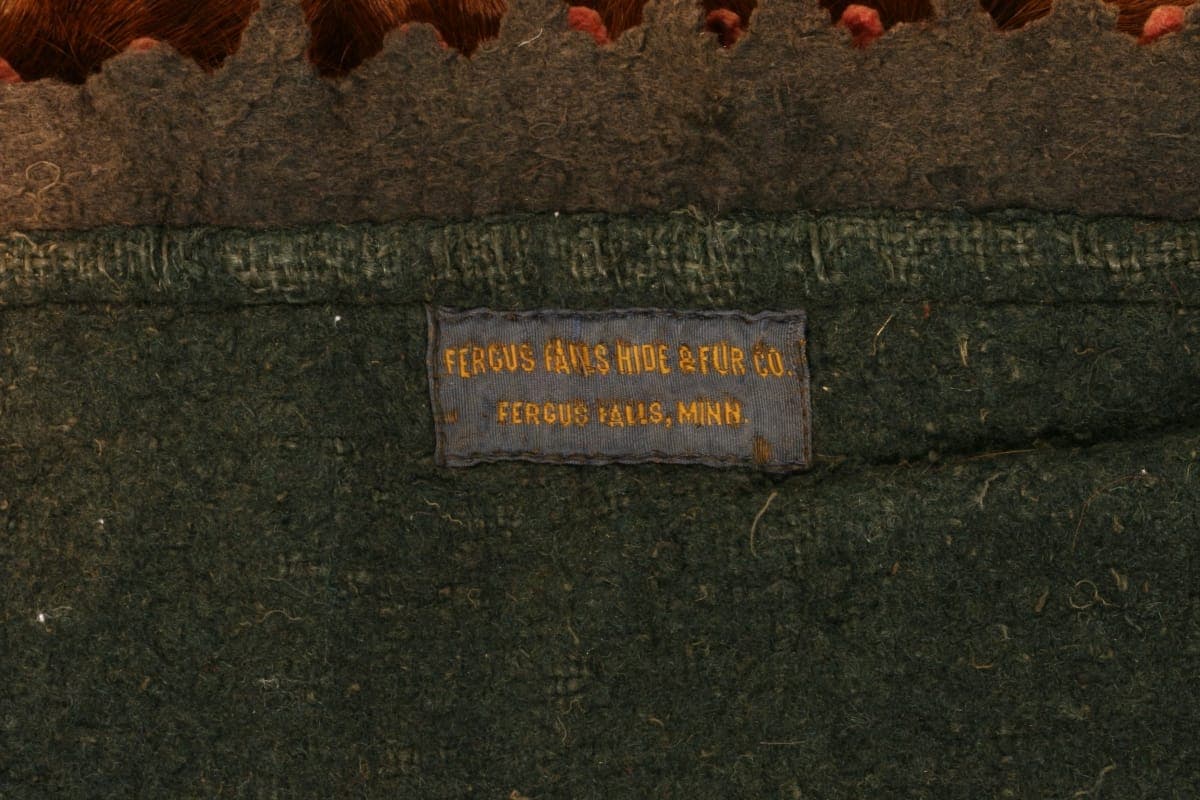 FERGUS FALLS HIDE & FUR CO.
FERGUS FALLS, MINN.